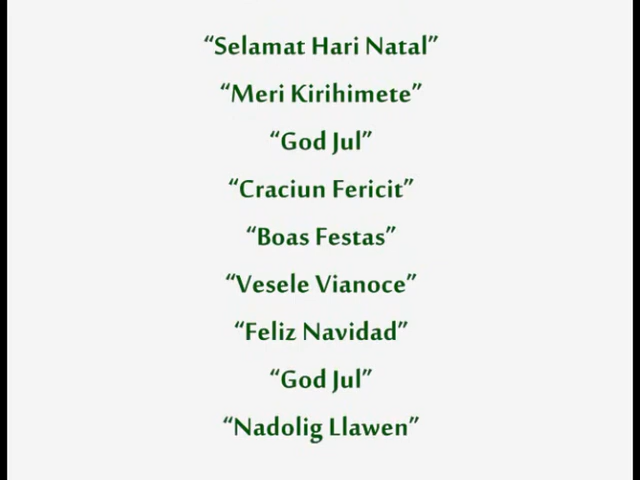 “Selamat Hari Natal”
“Meri Kirihimete”
“God Jul”
“Craciun Fericit”
“Boas Festas”
“Vesele Vianoce”
“Feliz Navidad”
“God Jul”
“Nadolig Llawen”